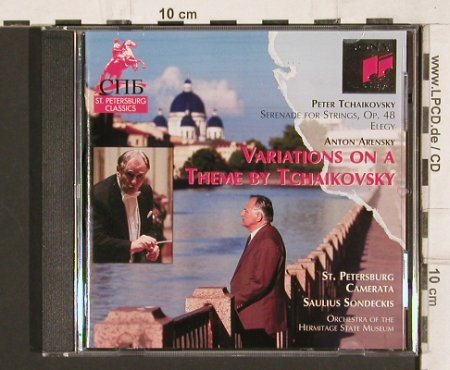 10 cm
СПБ
ST. PETERSBURG
CLASSICS
PETER TCHAIKOVSKY
SERENADE FOR STRINGS, OP. 48
ELEGY
ANTON ARENSKY
VARIATIONS ON A
THEME BY TCHAIKOVSKY
ST. PETERSBURG
CAMERATA
SAULIUS SONDECKIS
ORCHESTRA OF THE
HERMITAGE STATE MUSEUM
www.LPCD.de / CD
10 cm